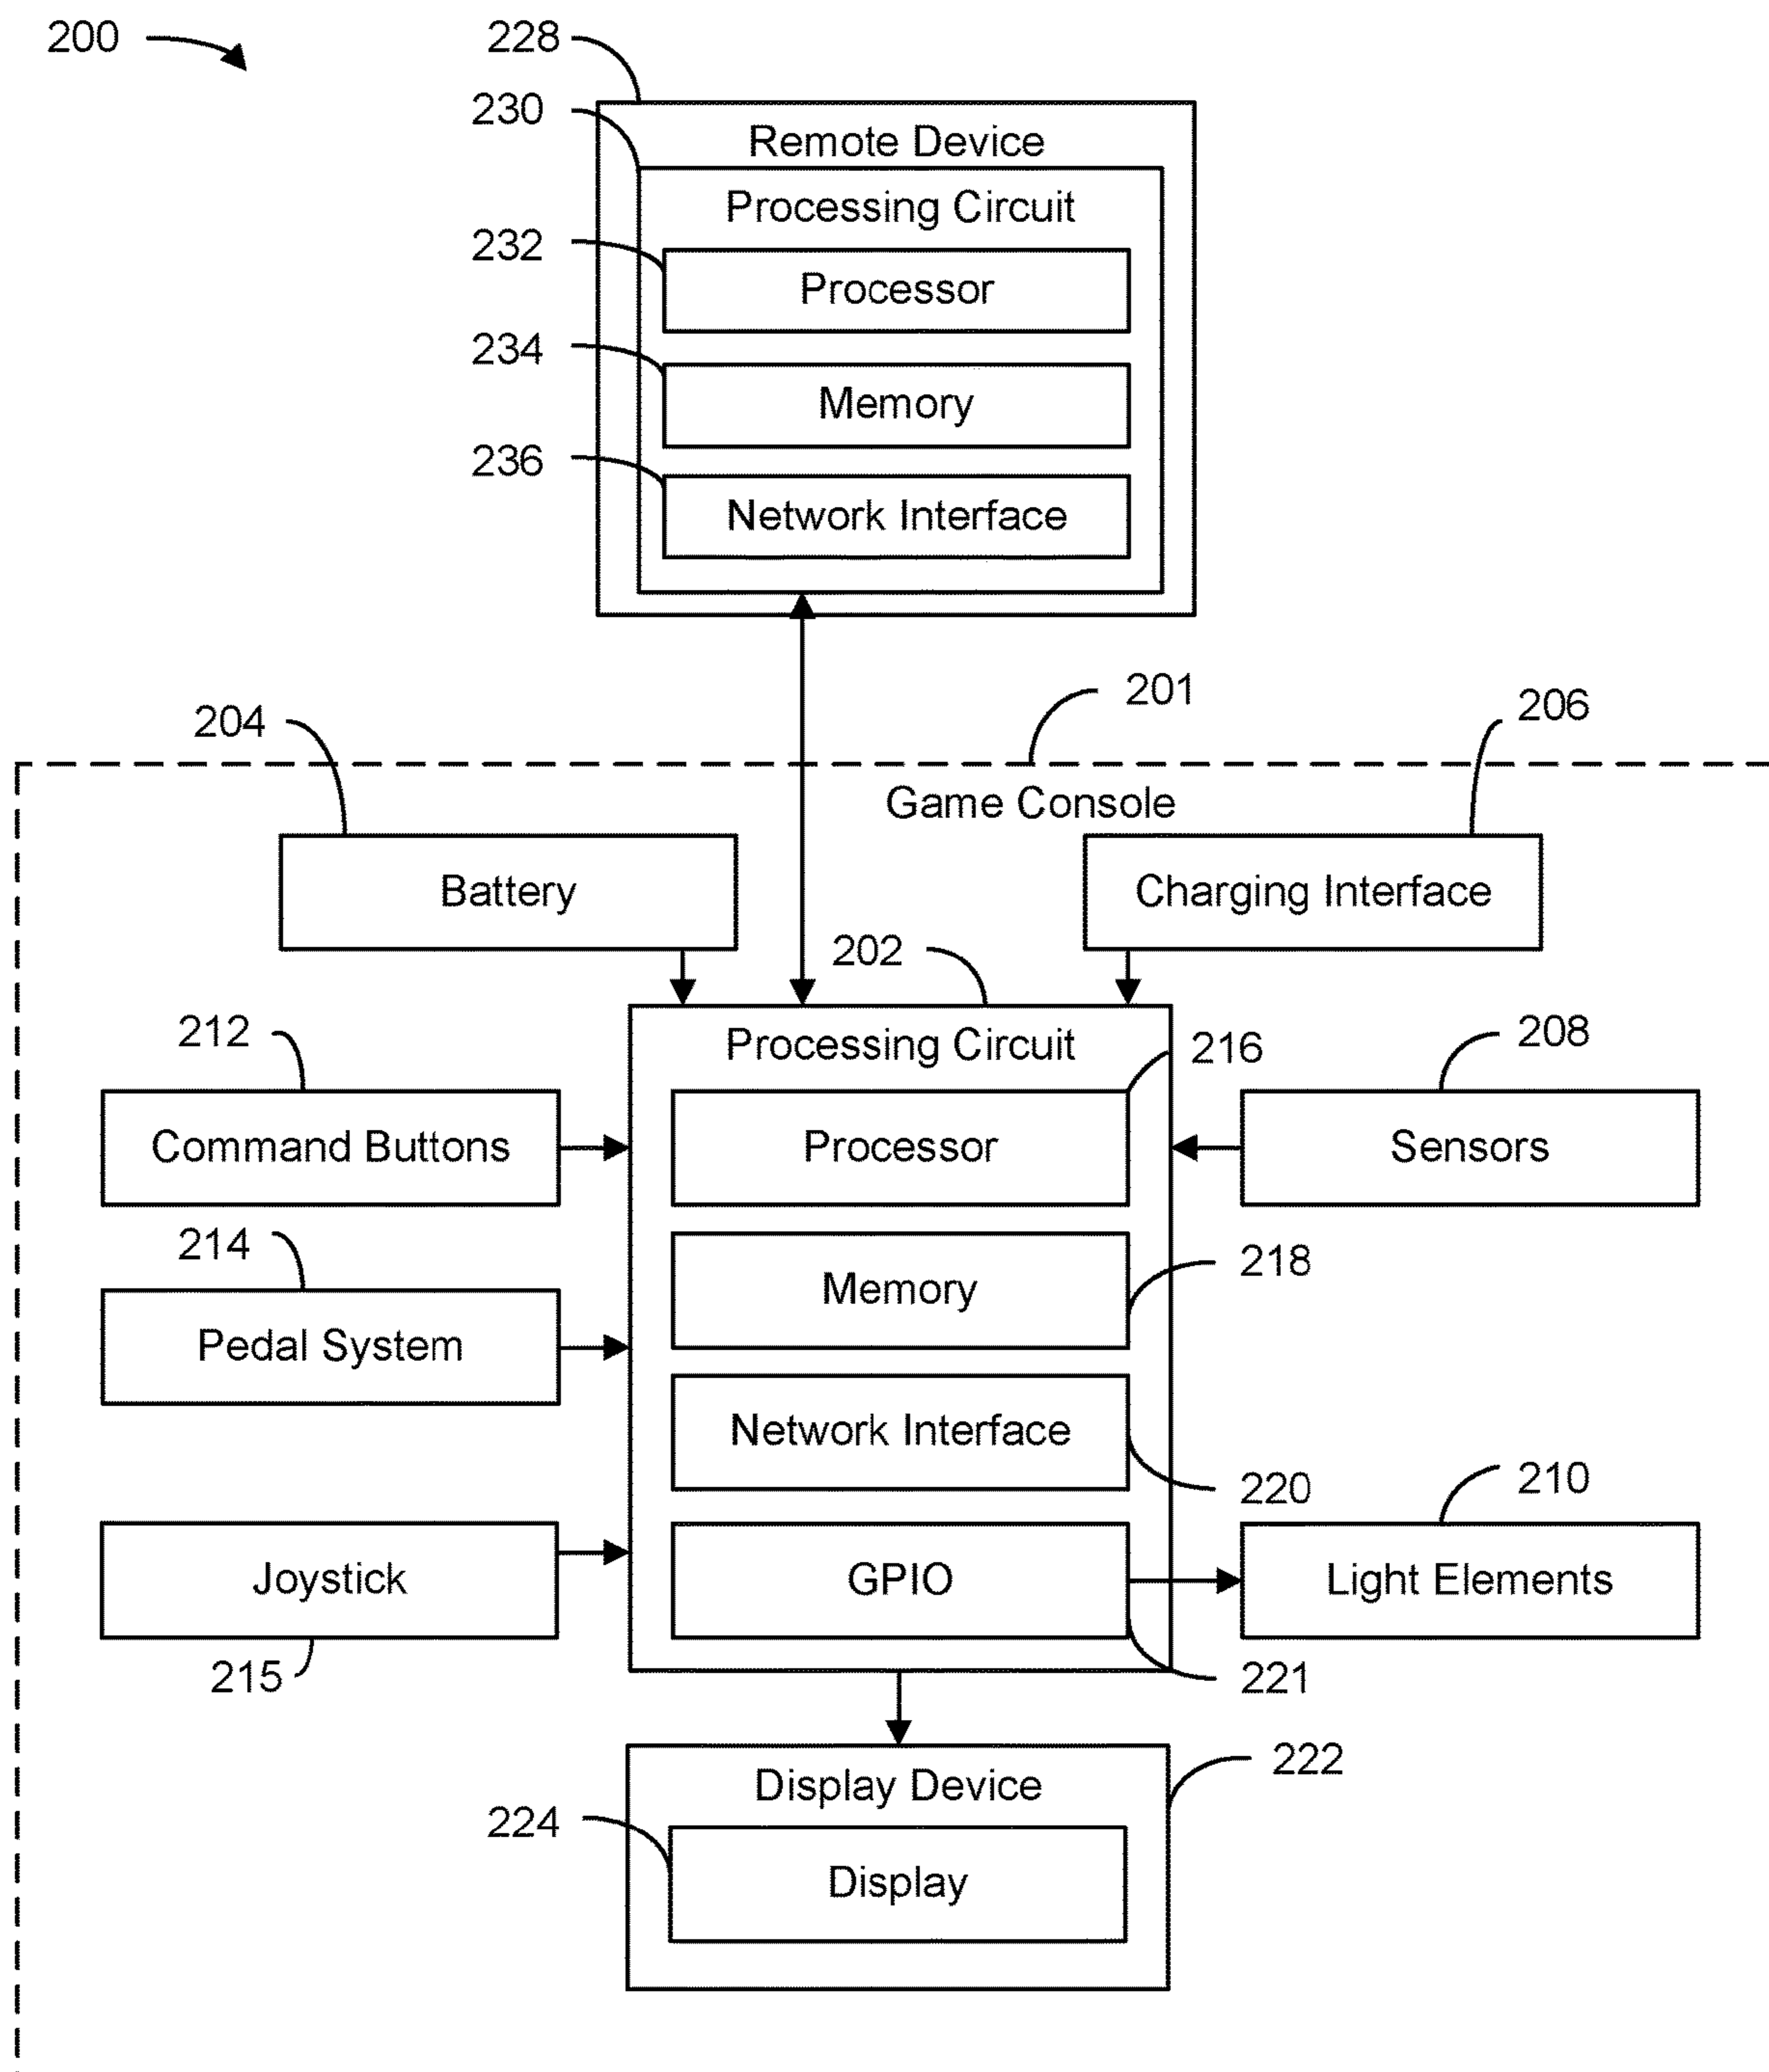 200
228
230
Remote Device
Processing Circuit
232
Processor
234
Memory
236
Network Interface
201
204
206
Game Console
Battery
Charging Interface
202
212
Processing Circuit
216
208
Command Buttons
Processor
Sensors
214
218
Memory
Pedal System
Network Interface
220
210
Joystick
GPIO
Light Elements
215
221
222
Display Device
224
Display